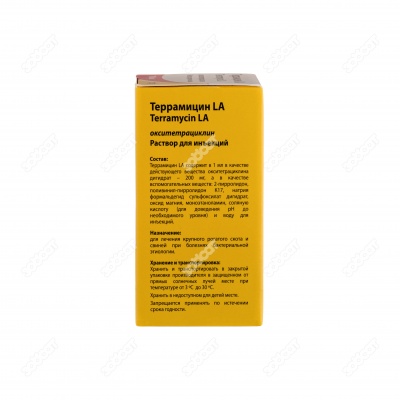 Террамицин LA
Terramycin LA
окситетрациклин
Раствор для инъекций
Состав:
Террамицин LA содержит в 1 мл в качестве
действующего вещества окситетрациклина
дигидрат – 200 мг, а в качестве
вспомогательных веществ: 2-пирролидон,
поливинил-пирролидон К17, натрия
формальдегид сульфоксилат дигидрат,
оксид магния, моноэтаноламин, соляную
кислоту (для доведения pH до
необходимого уровня) и воду для
инъекций.
Назначение:
для лечения крупного рогатого скота и
свиней при болезнях бактериальной
этиологии.
Хранение и транспортировка:
Хранить и транспортировать в закрытой
упаковке производителя в защищенном от
прямых солнечных лучей месте при
температуре от 3 °С до 30 °С.
Хранить в недоступном для детей месте.
Запрещается применять по истечении
срока годности.